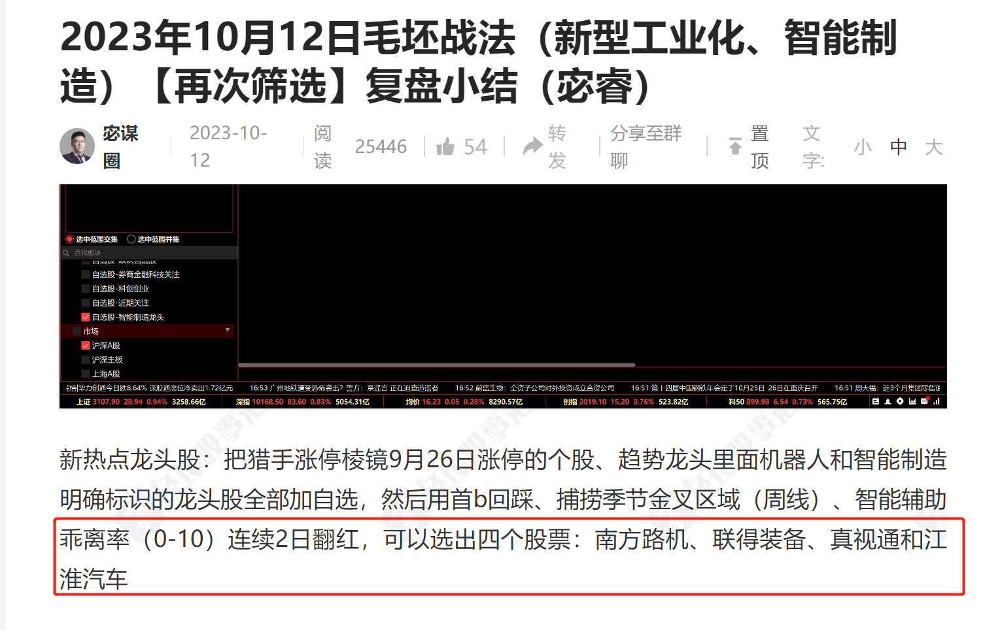 2023年10月12日毛坯战法（新型工业化、智能制
造）【再次筛选】复盘小结（宓睿）
宓谋圈
2023-10-12
阅读 25446
54
转发
分享至群聊
置顶
文字:
小 中 大
选中范围交集 选中范围并集
查找板块
自选股-默认自选股
自选股-券商金融科技关注
自选股-科创创业
自选股-近期关注
自选股-智能制造龙头
市场
沪深A股
沪深主板
上海A股
华力创通今日跌8.64% 深股通席位净卖出1.72亿元 16:53 广州地铁遭受恐怖袭击？警方：系谣言 正在追查造谣者 16:52 蔚蓝生物：全资子公司对外投资成立合资公司 16:51 第十四届中国钢铁年会定于10月25日 26日在重庆召开 16:51 周大福：近3个月集团零售值
上证 3107.90 28.94 0.94% 3258.66亿 深指 10168.50 83.60 0.83% 5054.31亿 均价 16.23 0.05 0.28% 8290.57亿 创指 2019.10 15.20 0.76% 523.82亿 科50 899.98 6.54 0.73% 565.75亿
新热点龙头股：把猎手涨停棱镜9月26日涨停的个股、趋势龙头里面机器人和智能制造
明确标识的龙头股全部加自选，然后用首b回踩、捕捞季节金叉区域（周线）、智能辅助
乖离率（0-10）连续2日翻红，可以选出四个股票：南方路机、联得装备、真视通和江
淮汽车